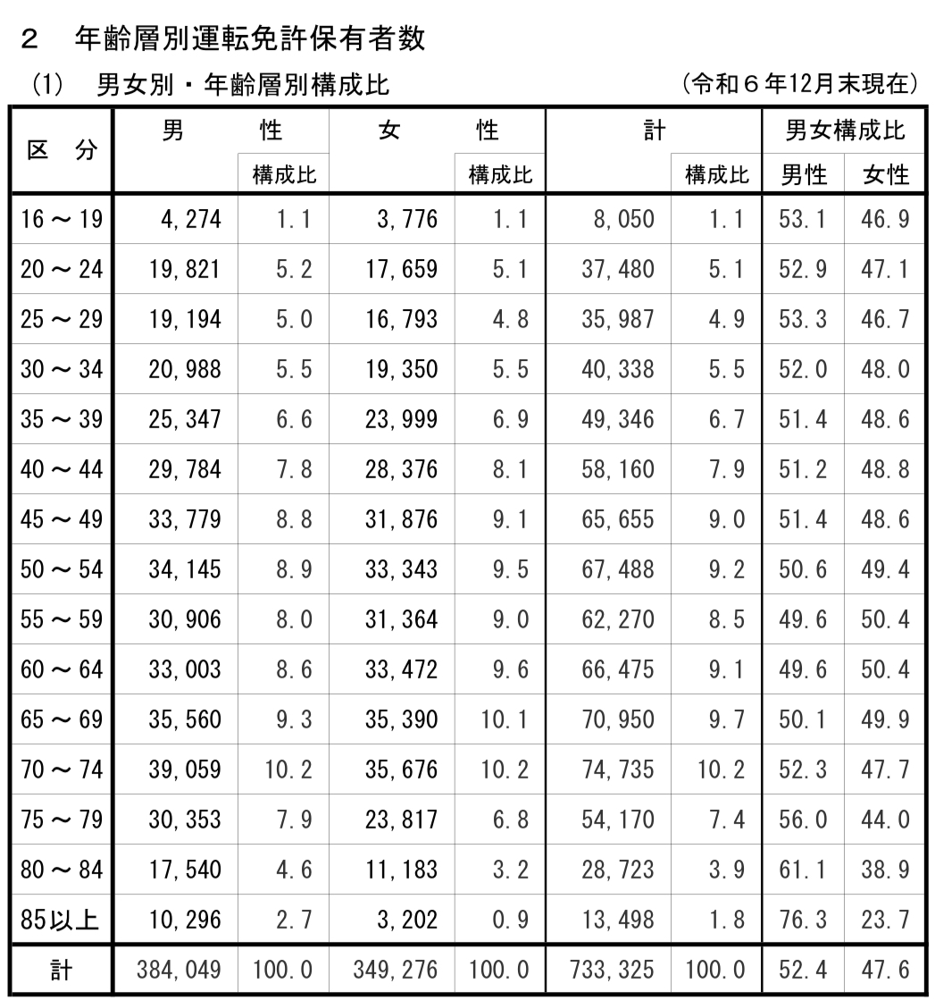 ２　年齢層別運転免許保有者数
(1)　男女別・年齢層別構成比　（令和６年12月末現在）
区　分　男　性　女　性　計　男女構成比
構成比　構成比　構成比　男性　女性
16～19　4,274　1.1　3,776　1.1　8,050　1.1　53.1　46.9
20～24　19,821　5.2　17,659　5.1　37,480　5.1　52.9　47.1
25～29　19,194　5.0　16,793　4.8　35,987　4.9　53.3　46.7
30～34　20,988　5.5　19,350　5.5　40,338　5.5　52.0　48.0
35～39　25,347　6.6　23,999　6.9　49,346　6.7　51.4　48.6
40～44　29,784　7.8　28,376　8.1　58,160　7.9　51.2　48.8
45～49　33,779　8.8　31,876　9.1　65,655　9.0　51.4　48.6
50～54　34,145　8.9　33,343　9.5　67,488　9.2　50.6　49.4
55～59　30,906　8.0　31,364　9.0　62,270　8.5　49.6　50.4
60～64　33,003　8.6　33,472　9.6　66,475　9.1　49.6　50.4
65～69　35,560　9.3　35,390　10.1　70,950　9.7　50.1　49.9
70～74　39,059　10.2　35,676　10.2　74,735　10.2　52.3　47.7
75～79　30,353　7.9　23,817　6.8　54,170　7.4　56.0　44.0
80～84　17,540　4.6　11,183　3.2　28,723　3.9　61.1　38.9
85以上　10,296　2.7　3,202　0.9　13,498　1.8　76.3　23.7
計　384,049　100.0　349,276　100.0　733,325　100.0　52.4　47.6